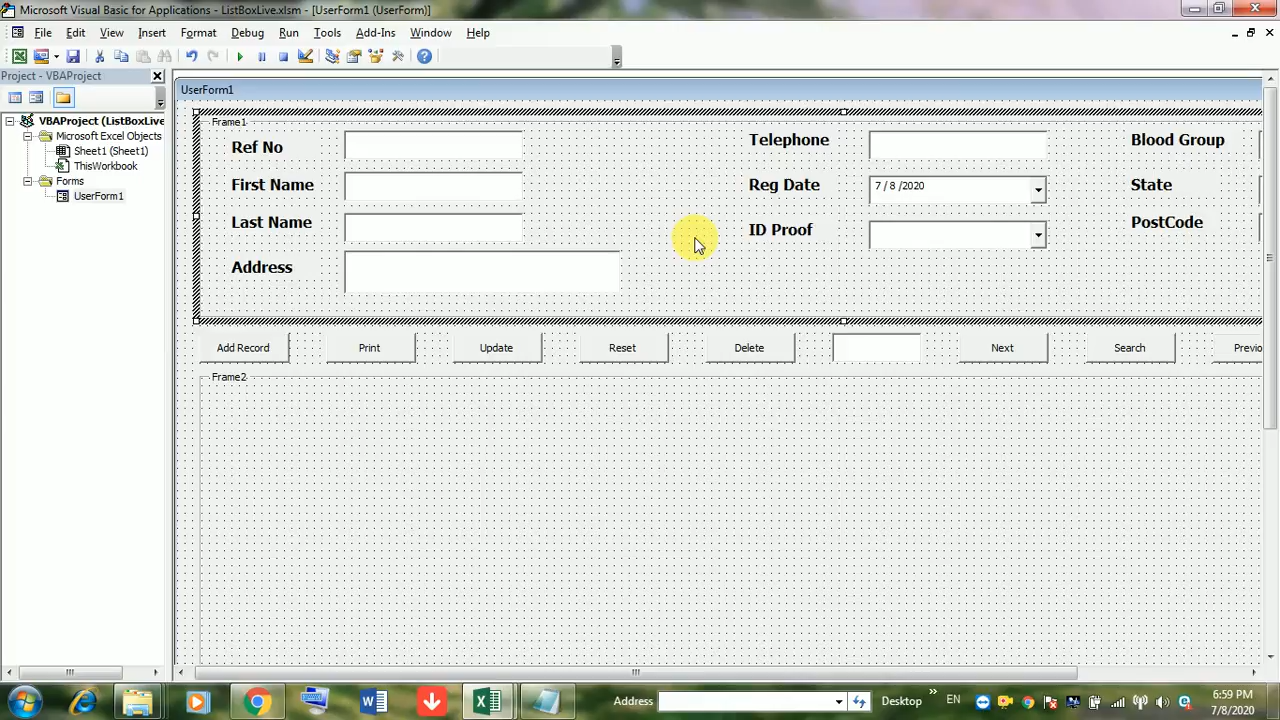 Microsoft Visual Basic for Applications - ListBoxLive.xlsm - [UserForm1 (UserForm)]
File Edit View Insert Format Debug Run Tools Add-Ins Window Help
Project - VBAProject
UserForm1
VBAProject (ListBoxLive
Microsoft Excel Objects
Sheet1 (Sheet1)
ThisWorkbook
Forms
UserForm1
Frame1
Ref No Telephone Blood Group
First Name Reg Date 7 / 8 /2020 State
Last Name ID Proof PostCode
Address
Add Record Print Update Reset Delete Next Search Previo
Frame2
Address Desktop » EN 6:59 PM
7/8/2020